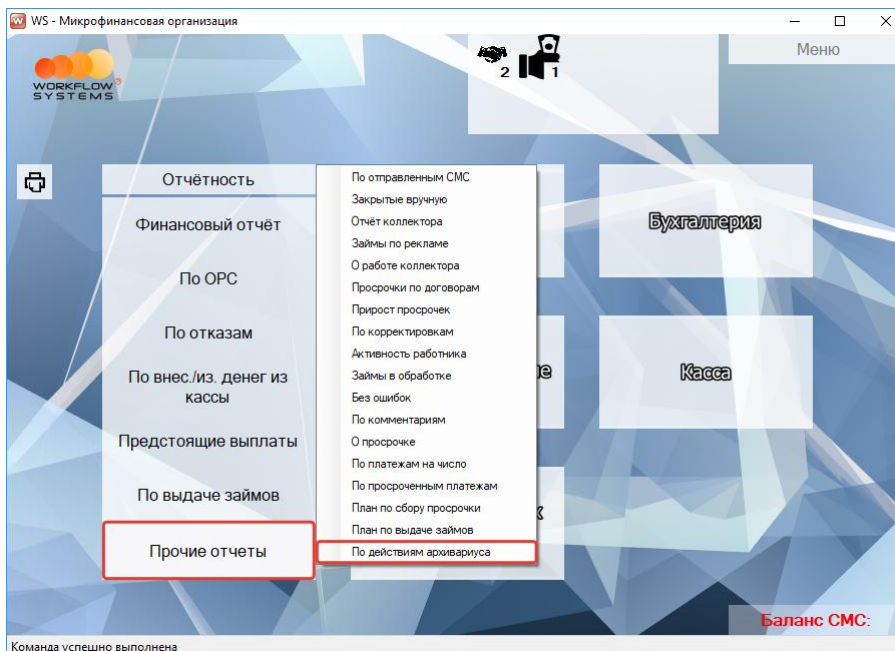 WS - Микрофинансовая организация
Меню
2
1
WORKFLOW
SYSTEMS
Отчётность
Финансовый отчёт
По ОРС
По отказам
По внес./из. денег из
кассы
Предстоящие выплаты
По выдаче займов
Прочие отчеты
По отправленным СМС
Закрытые вручную
Отчёт коллектора
Займы по рекламе
О работе коллектора
Просрочки по договорам
Прирост просрочек
По корректировкам
Активность работника
Займы в обработке
Без ошибок
По комментариям
О просрочке
По платежам на число
По просроченным платежам
План по сбору просрочки
План по выдаче займов
По действиям архивариуса
Бухгалтерия
Касса
Баланс СМС:
Команда успешно выполнена